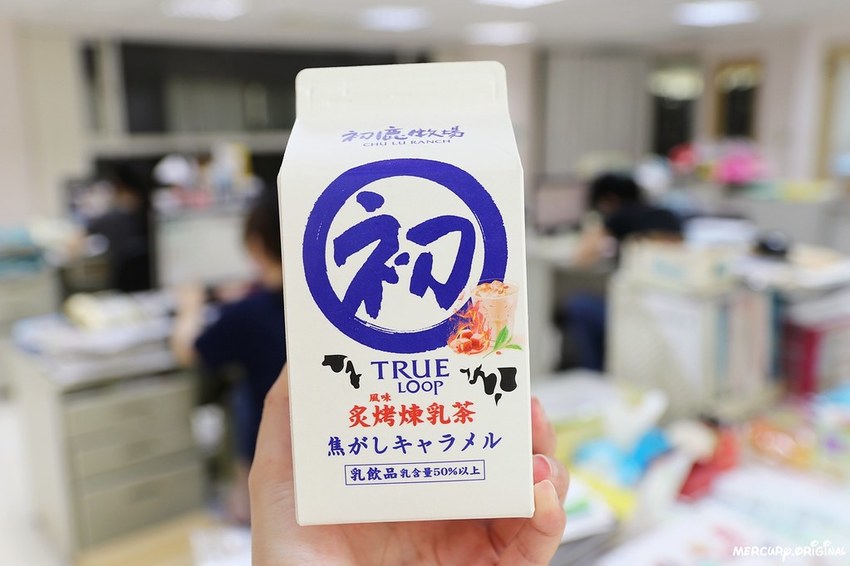 初鹿牧場
CHU LU RANCH
初
TRUE
LOOP
風味
炙烤煉乳茶
焦がしキャラメル
乳飲品 乳含量50%以上
MERCURY.ORIGINAL